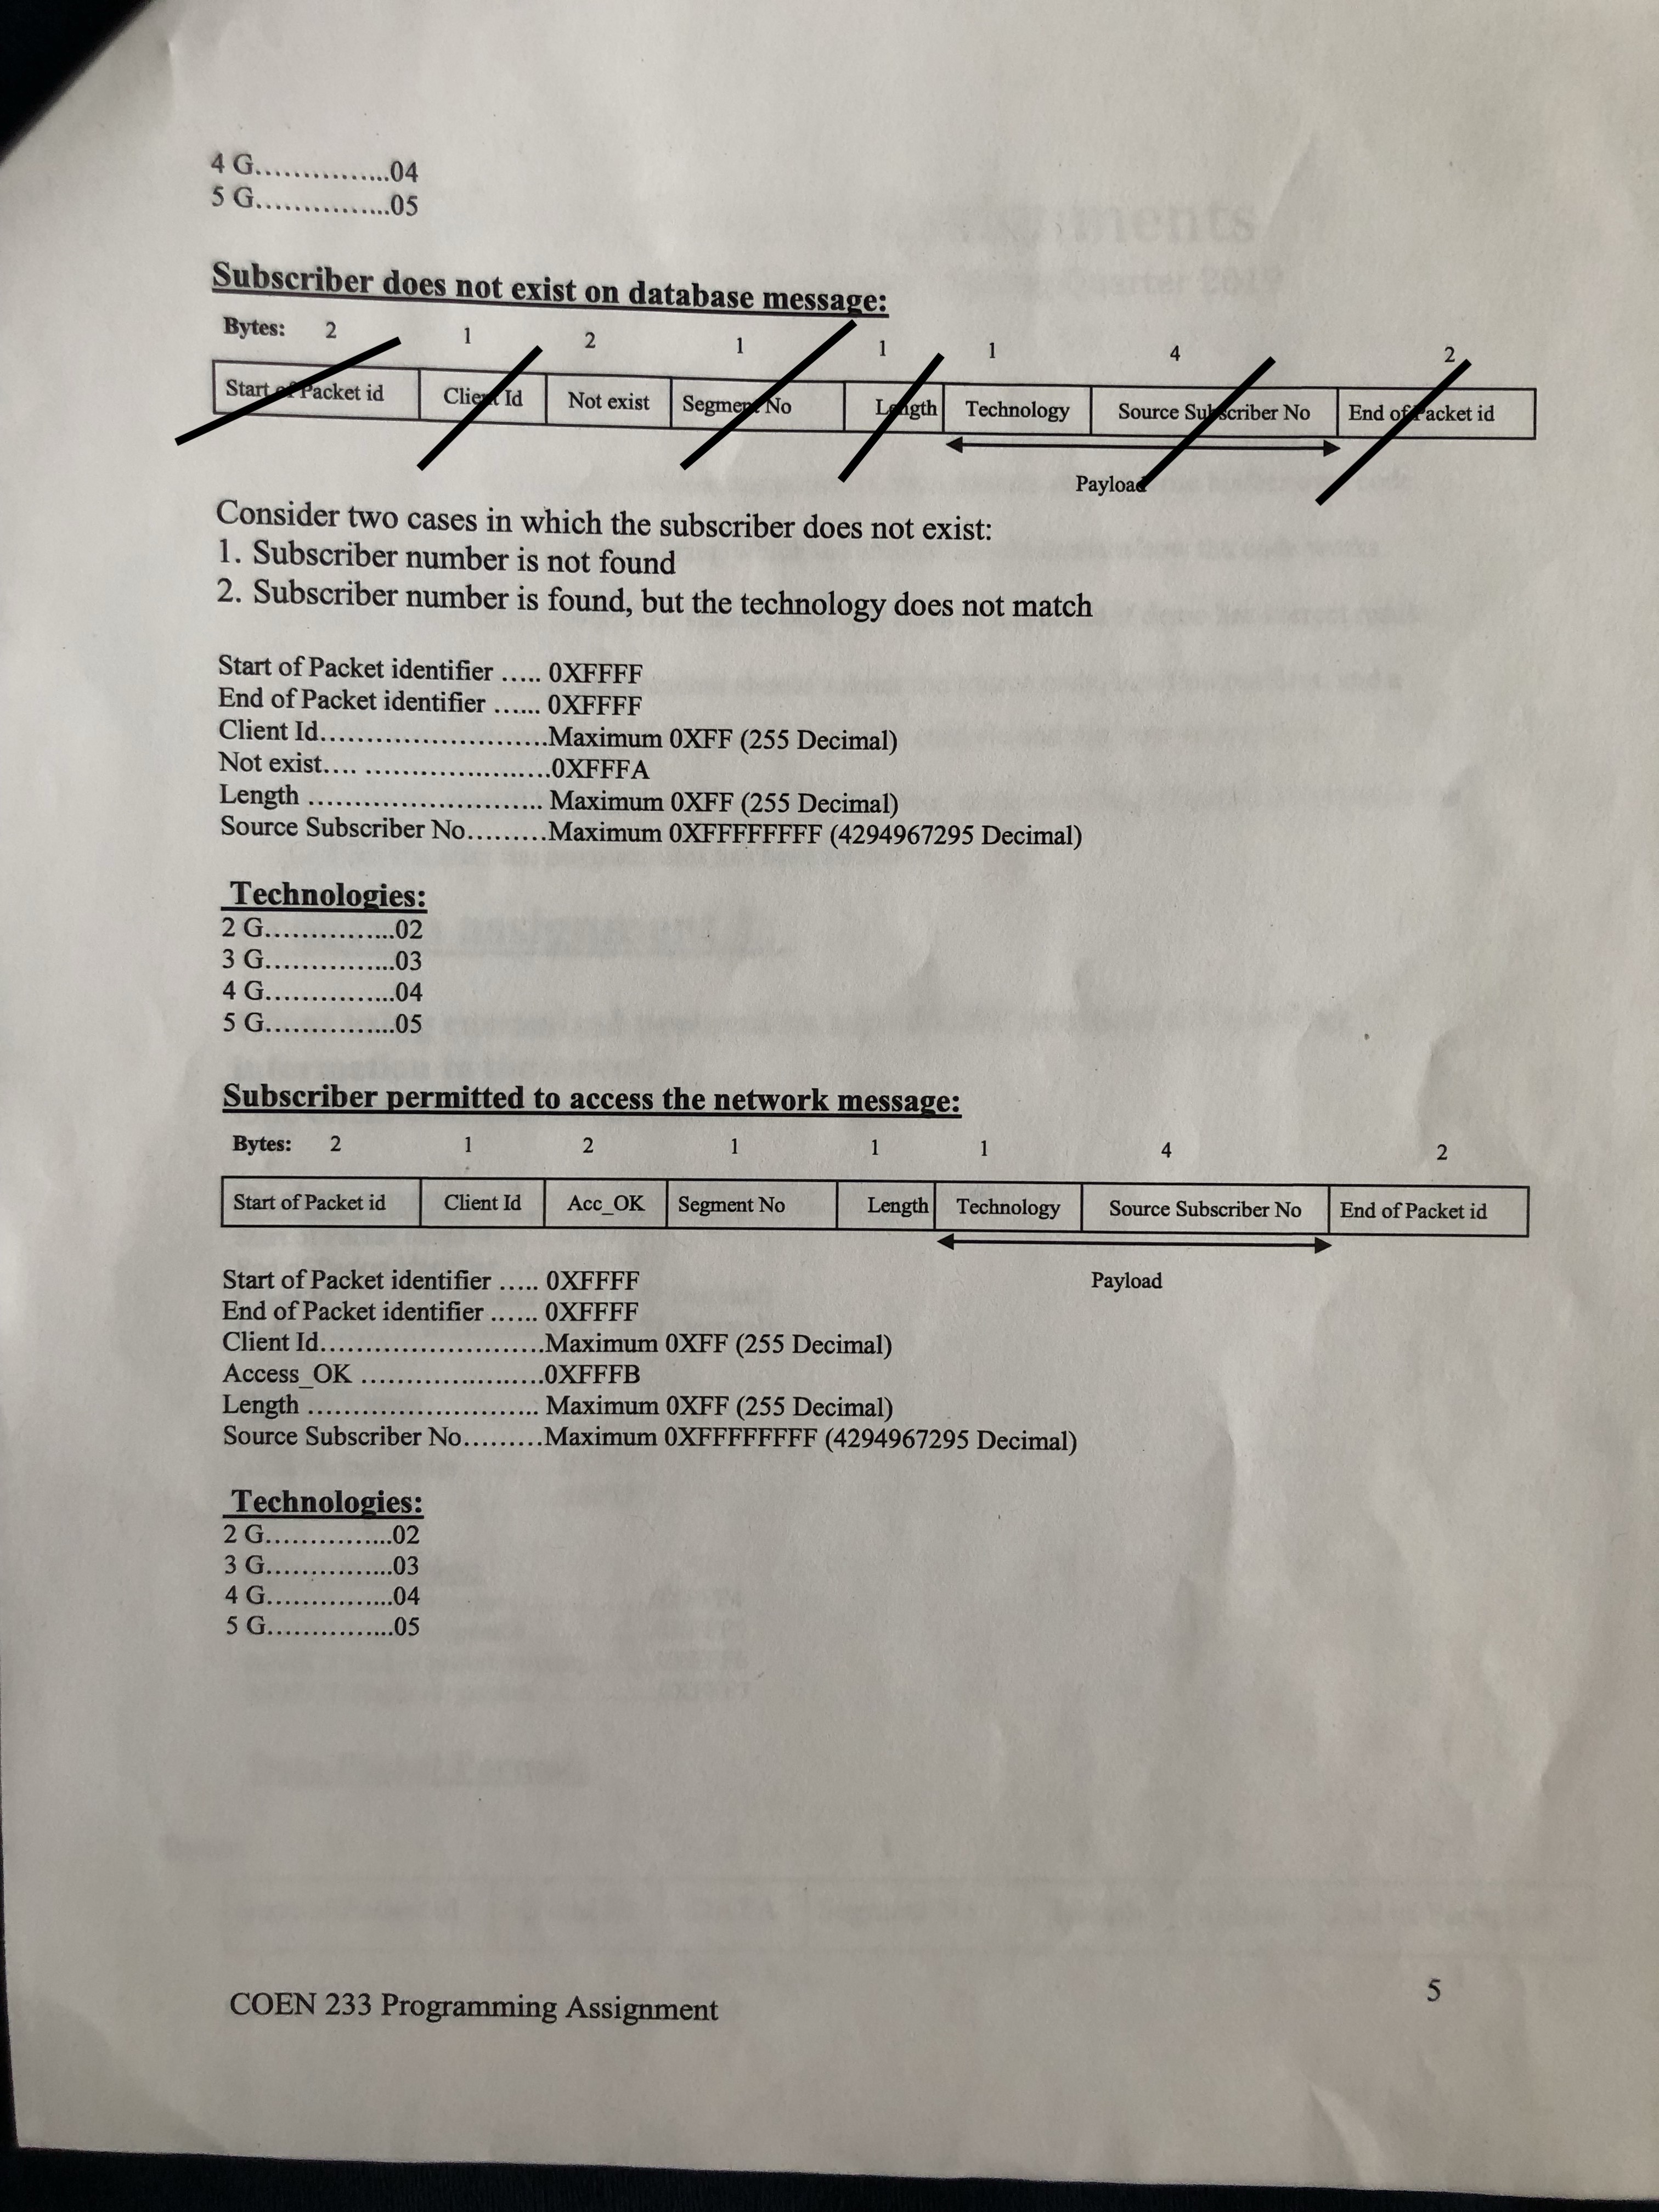 4 G...............04
5 G...............05
Subscriber does not exist on database message:
Bytes: 2 1 2 1 1 1 4 2
Start of Packet id Client Id Not exist Segment No Length Technology Source Subscriber No End of Packet id
Payload
Consider two cases in which the subscriber does not exist:
1. Subscriber number is not found
2. Subscriber number is found, but the technology does not match
Start of Packet identifier ..... 0XFFFF
End of Packet identifier ...... 0XFFFF
Client Id.........................Maximum 0XFF (255 Decimal)
Not exist.... .....................0XFFFA
Length .......................... Maximum 0XFF (255 Decimal)
Source Subscriber No.........Maximum 0XFFFFFFFF (4294967295 Decimal)
Technologies:
2 G...............02
3 G...............03
4 G...............04
5 G...............05
Subscriber permitted to access the network message:
Bytes: 2 1 2 1 1 1 4 2
Start of Packet id Client Id Acc_OK Segment No Length Technology Source Subscriber No End of Packet id
Payload
Start of Packet identifier ..... 0XFFFF
End of Packet identifier ...... 0XFFFF
Client Id.........................Maximum 0XFF (255 Decimal)
Access_OK .....................0XFFFB
Length .......................... Maximum 0XFF (255 Decimal)
Source Subscriber No.........Maximum 0XFFFFFFFF (4294967295 Decimal)
Technologies:
2 G...............02
3 G...............03
4 G...............04
5 G...............05
COEN 233 Programming Assignment 5